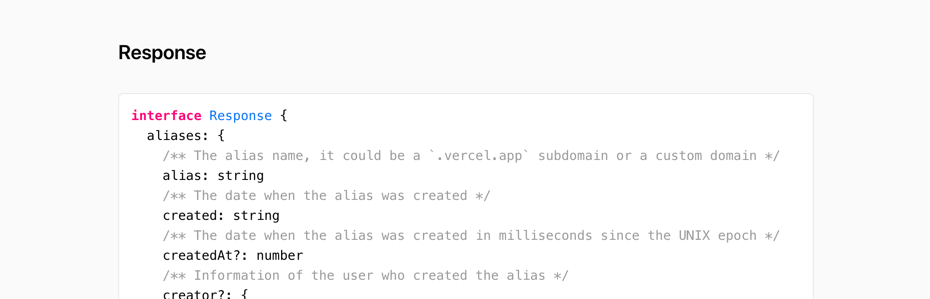 Response
interface Response {
aliases: {
/** The alias name, it could be a `.vercel.app` subdomain or a custom domain */
alias: string
/** The date when the alias was created */
created: string
/** The date when the alias was created in milliseconds since the UNIX epoch */
createdAt?: number
/** Information of the user who created the alias */
creator?: {